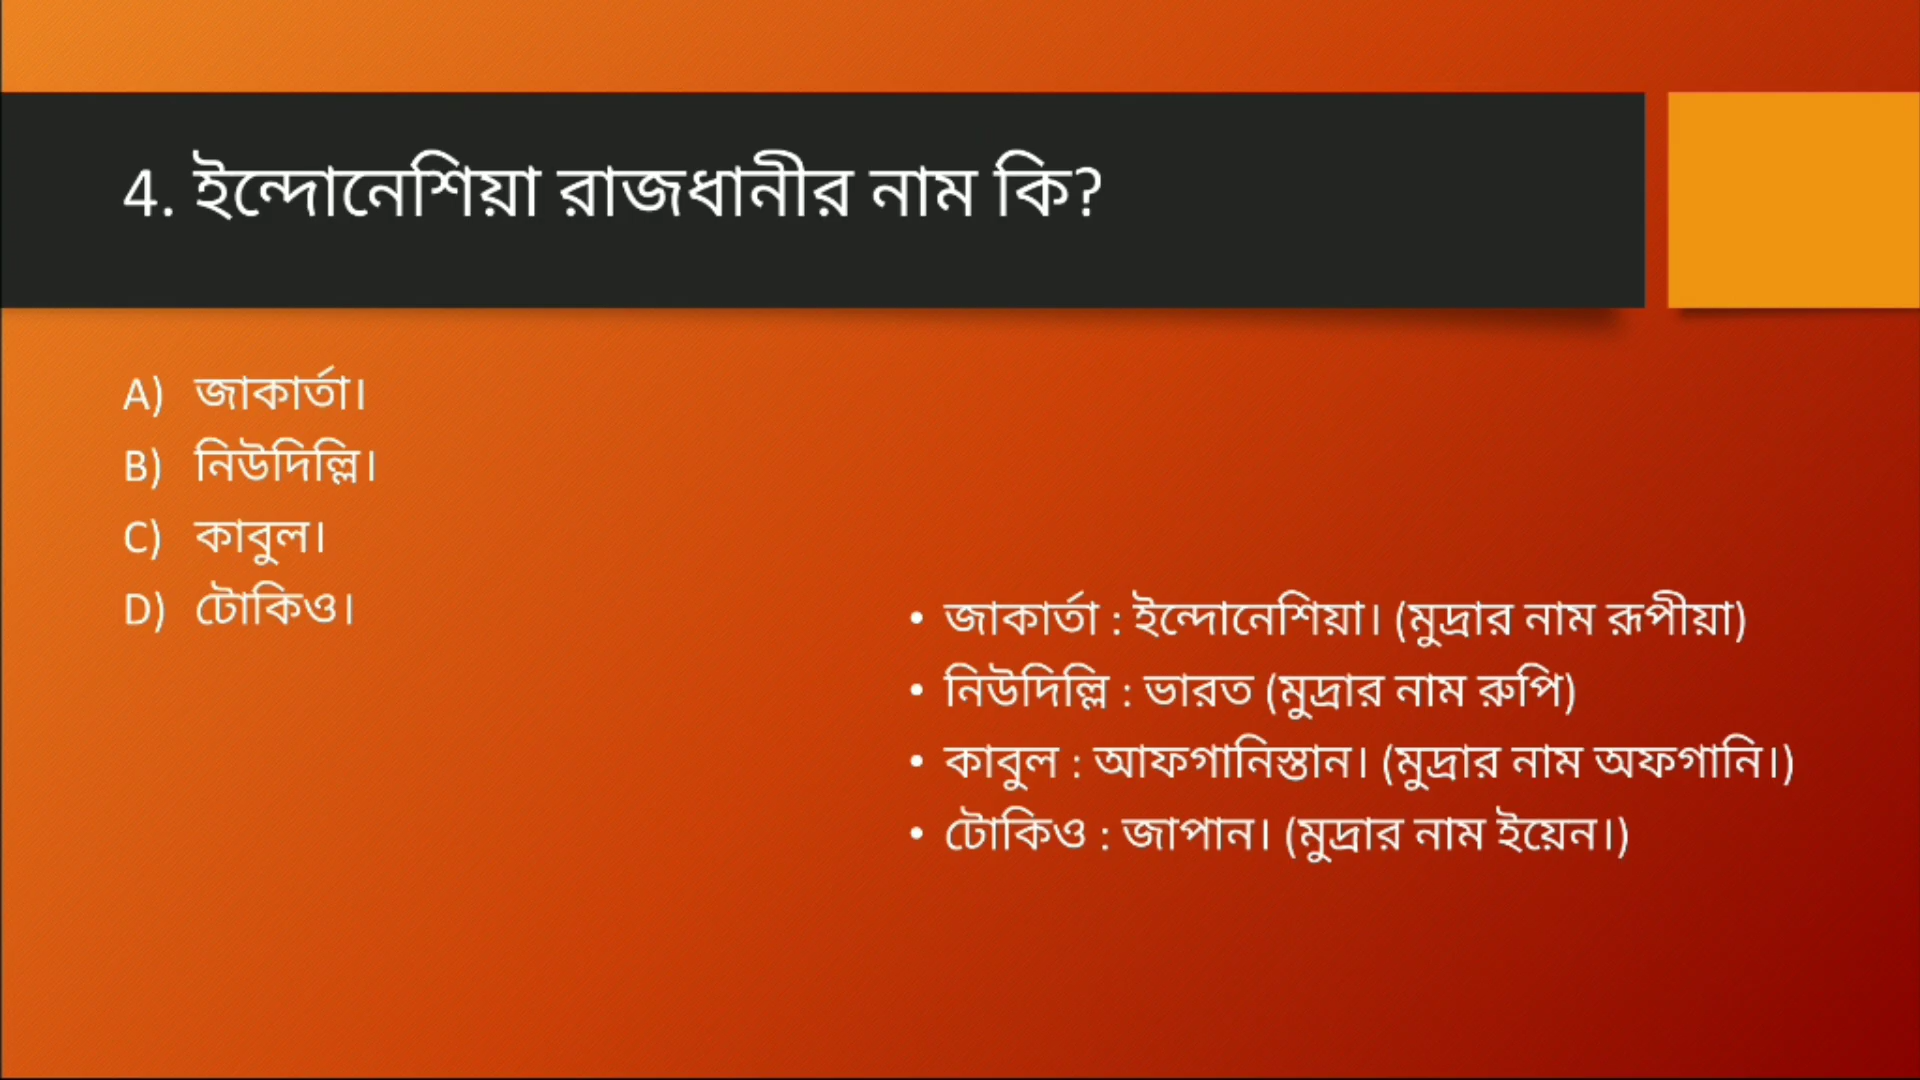 4. ইন্দোনেশিয়া রাজধানীর নাম কি?
A) জাকার্তা।
B) নিউদিল্লি।
C) কাবুল।
D) টোকিও।
• জাকার্তা : ইন্দোনেশিয়া। (মুদ্রার নাম রূপীয়া)
• নিউদিল্লি : ভারত (মুদ্রার নাম রুপি)
• কাবুল : আফগানিস্তান। (মুদ্রার নাম অফগানি।)
• টোকিও : জাপান। (মুদ্রার নাম ইয়েন।)